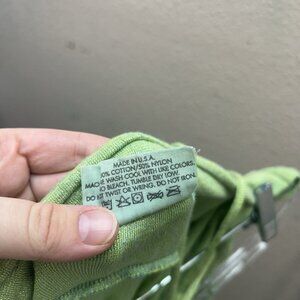 MADE IN U.S.A.
0% COTTON/50% NYLON
MACHINE WASH COOL WITH LIKE COLORS.
NO BLEACH. TUMBLE DRY LOW.
DO NOT TWIST OR WRING. DO NOT IRON.